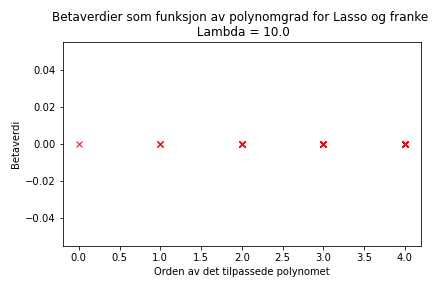 Betaverdier som funksjon av polynomgrad for Lasso og franke
Lambda = 10.0
0.04
0.02
0.00
−0.02
−0.04
Betaverdi
0.0 0.5 1.0 1.5 2.0 2.5 3.0 3.5 4.0
Orden av det tilpassede polynomet